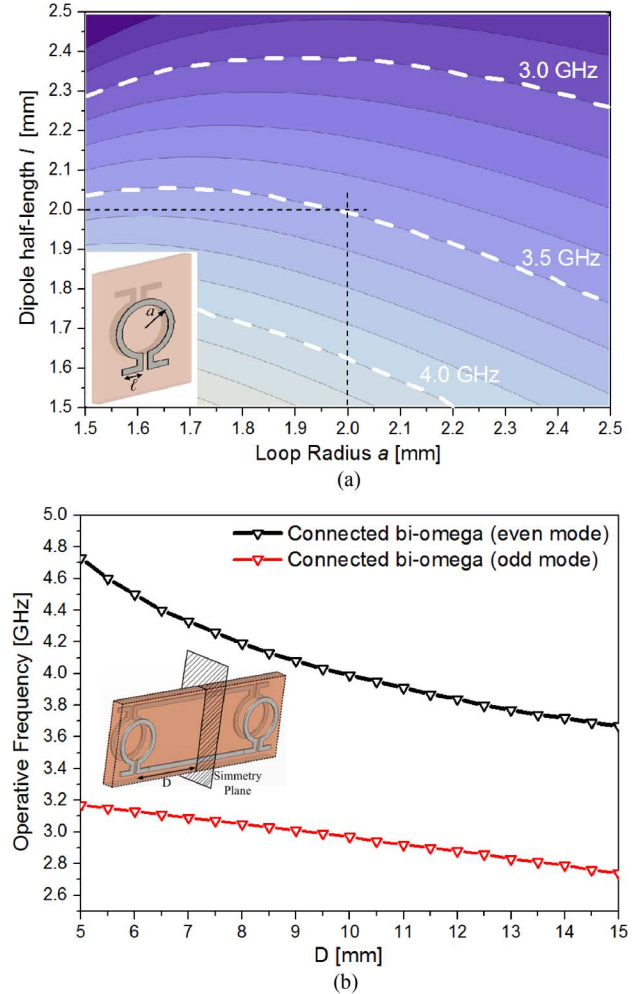 2.5
2.4
2.3
2.2
2.1
2.0
1.9
1.8
1.7
1.6
1.5
Dipole half-length l [mm]
3.0 GHz
3.5 GHz
4.0 GHz
a
ℓ
1.5 1.6 1.7 1.8 1.9 2.0 2.1 2.2 2.3 2.4 2.5
Loop Radius a [mm]
(a)
5.0
4.8
4.6
4.4
4.2
4.0
3.8
3.6
3.4
3.2
3.0
2.8
2.6
Operative Frequency [GHz]
Connected bi-omega (even mode)
Connected bi-omega (odd mode)
D
Simmetry
Plane
5 6 7 8 9 10 11 12 13 14 15
D [mm]
(b)